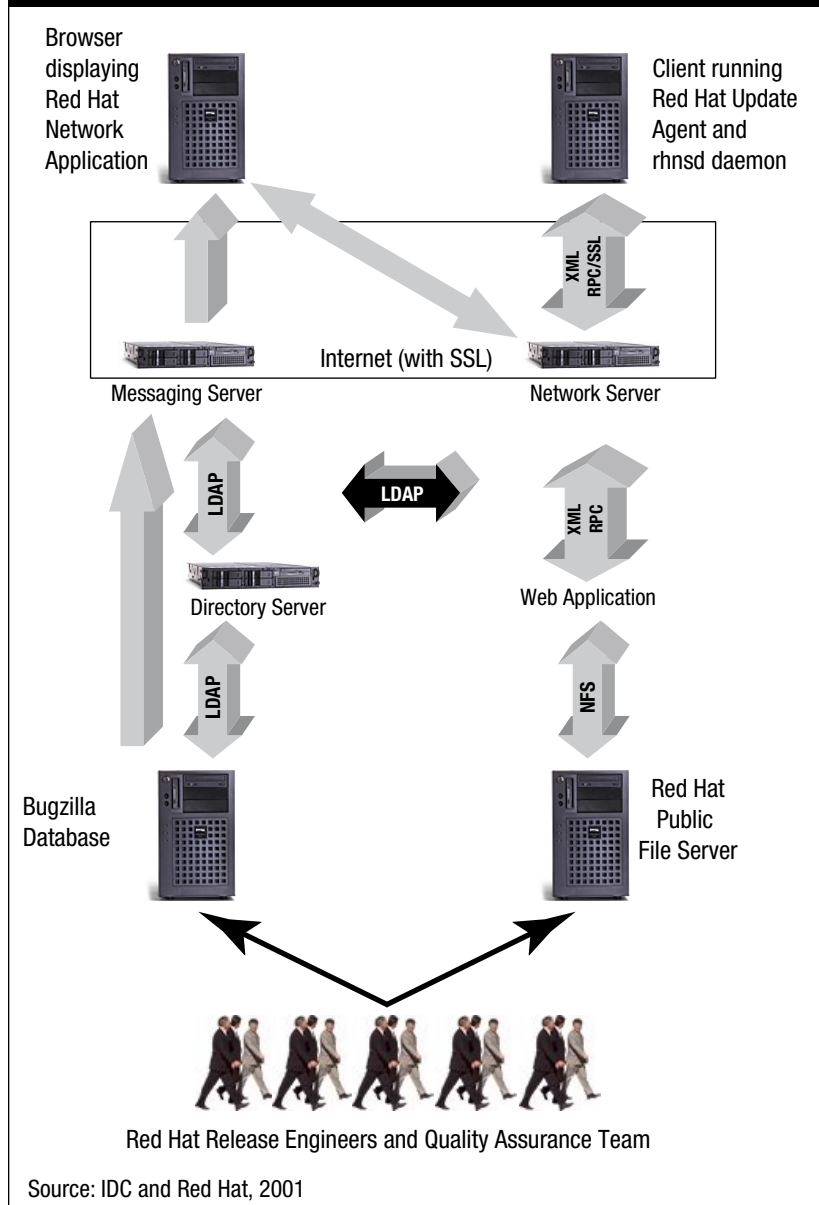 Browser
displaying
Red Hat
Network
Application
Client running
Red Hat Update
Agent and
rhnsd daemon
XML
RPC/SSL
Internet (with SSL)
Messaging Server
Network Server
LDAP
LDAP
XML
RPC
Directory Server
Web Application
LDAP
NFS
Bugzilla
Database
Red Hat
Public
File Server
Red Hat Release Engineers and Quality Assurance Team
Source: IDC and Red Hat, 2001